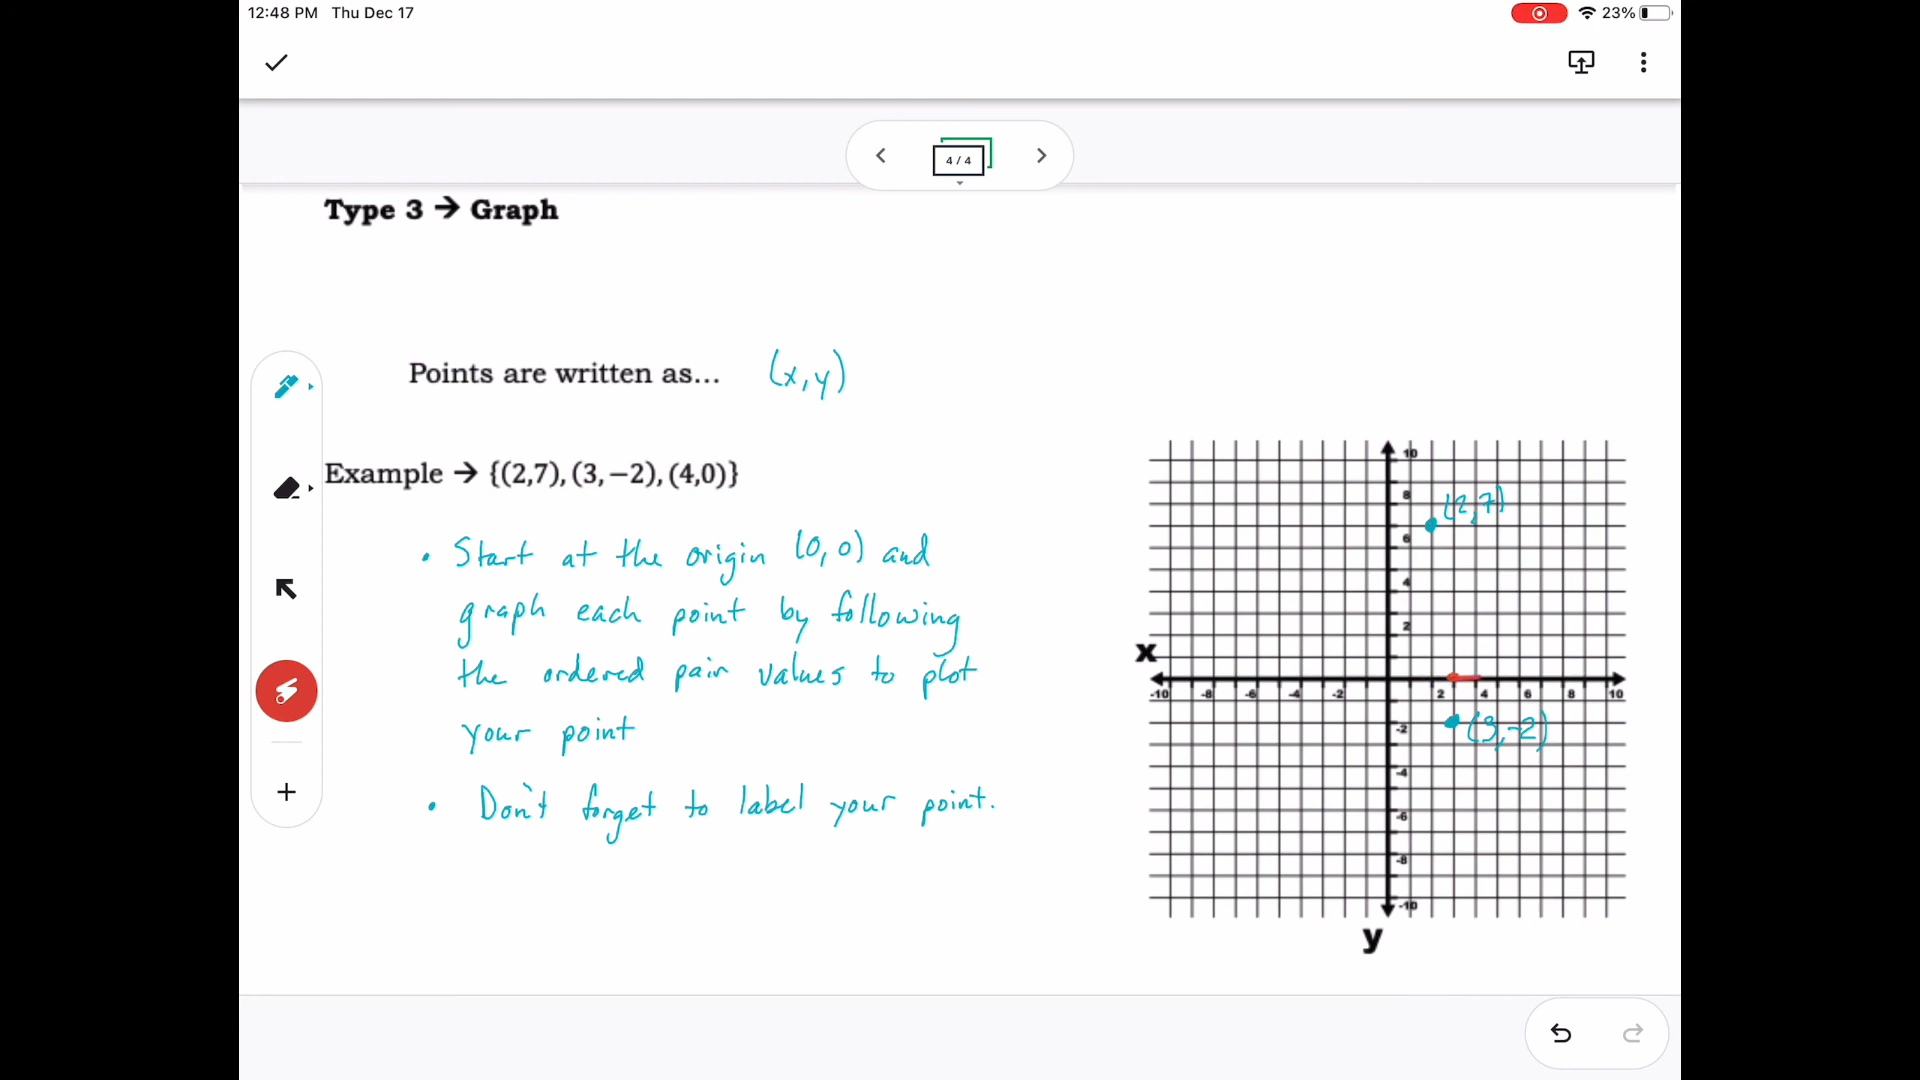 12:48 PM Thu Dec 17
23%
4 / 4
Type 3 → Graph
Points are written as... (x,y)
Example → {(2,7), (3, −2), (4,0)}
• Start at the origin (0, 0) and
graph each point by following
the ordered pair values to plot
your point
• Don't forget to label your point.
10
8
(2,7)
6
4
2
x
-10 -8 -6 -4 -2 2 4 6 8 10
-2
(3,-2)
-4
-6
-8
-10
y